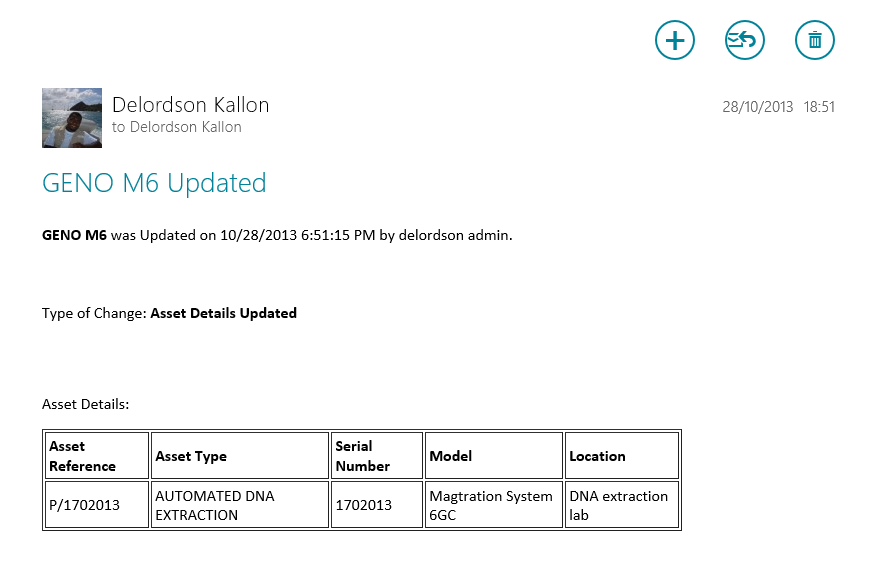 Delordson Kallon
28/10/2013 18:51
to Delordson Kallon
GENO M6 Updated
GENO M6 was Updated on 10/28/2013 6:51:15 PM by delordson admin.
Type of Change: Asset Details Updated
Asset Details:
Asset Reference
Asset Type
Serial Number
Model
Location
P/1702013
AUTOMATED DNA EXTRACTION
1702013
Magtration System 6GC
DNA extraction lab